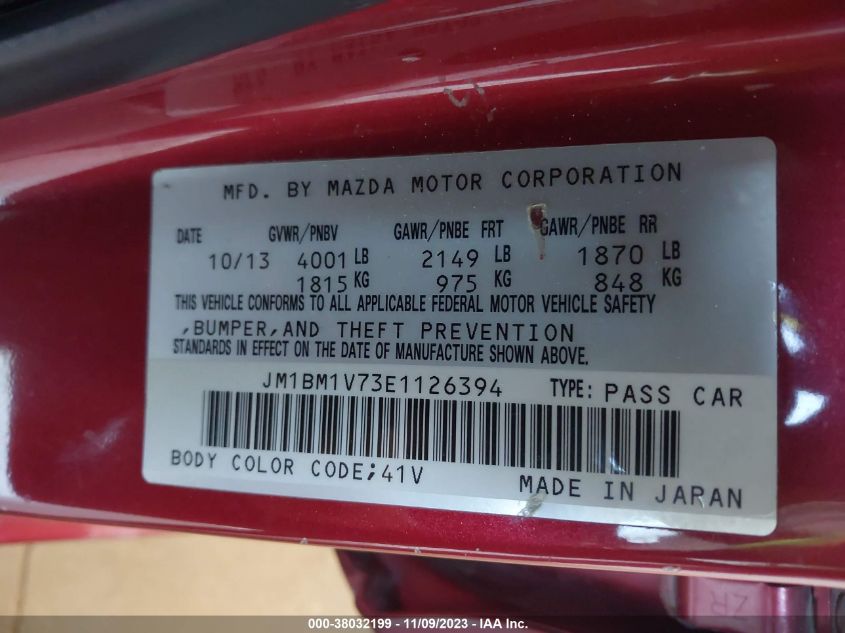 MFD. BY MAZDA MOTOR CORPORATION
DATE GVWR/PNBV GAWR/PNBE FRT GAWR/PNBE RR
10/13 4001 LB 2149 LB 1870 LB
1815 KG 975 KG 848 KG
THIS VEHICLE CONFORMS TO ALL APPLICABLE FEDERAL MOTOR VEHICLE SAFETY
,BUMPER,AND THEFT PREVENTION
STANDARDS IN EFFECT ON THE DATE OF MANUFACTURE SHOWN ABOVE.
JM1BM1V73E1126394 TYPE: PASS CAR
BODY COLOR CODE;41V
MADE IN JAPAN
ZR
000-38032199 - 11/09/2023 - IAA Inc.